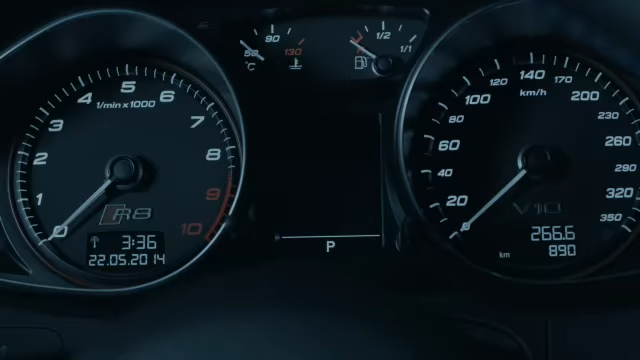 50 90 130
°C
1/2 1/1
0 1 2 3 4 5 6 7 8 9 10
1/min x 1000
R8
3:36
22.05.2014
P
0 20 40 60 80 100 120 140 170 200 230 260 290 320 350
km/h
V10
266.6
km 890